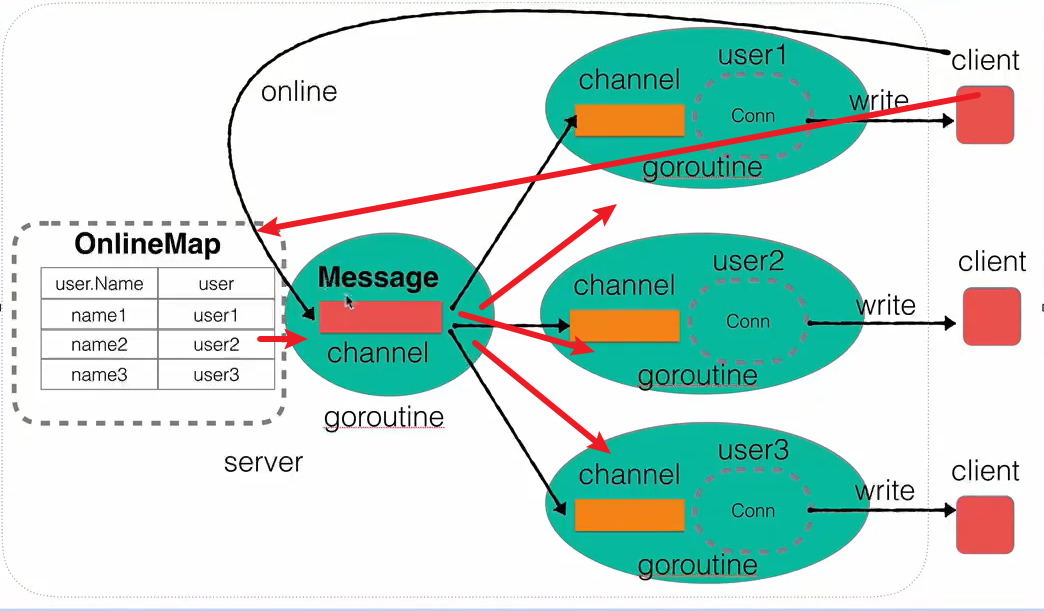 online
OnlineMap
user.Name user
name1 user1
name2 user2
name3 user3
server
Message
channel
goroutine
user1
channel
Conn
goroutine
write
client
user2
channel
Conn
goroutine
write
client
user3
channel
Conn
goroutine
write
client